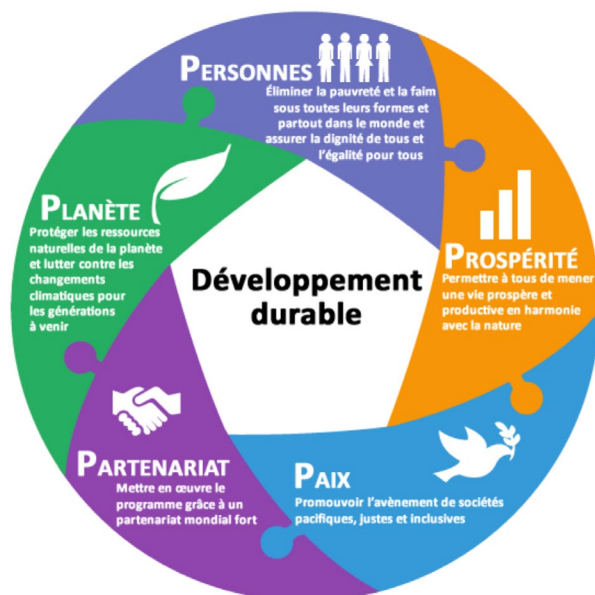 PERSONNES
Éliminer la pauvreté et la faim
sous toutes leurs formes et
partout dans le monde et
assurer la dignité de tous et
l'égalité pour tous
PROSPÉRITÉ
Permettre à tous de mener
une vie prospère et
productive en harmonie
avec la nature
PAIX
Promouvoir l'avènement de sociétés
pacifiques, justes et inclusives
PARTENARIAT
Mettre en œuvre le
programme grâce à un
partenariat mondial fort
PLANÈTE
Protéger les ressources
naturelles de la planète
et lutter contre les
changements
climatiques pour
les générations
à venir
Développement
durable